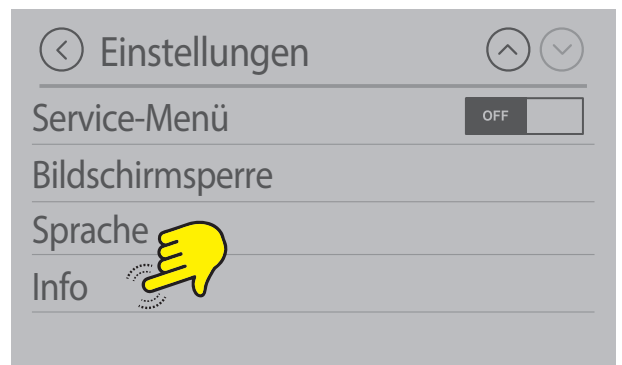 Einstellungen
Service-Menü OFF
Bildschirmsperre
Sprache
Info